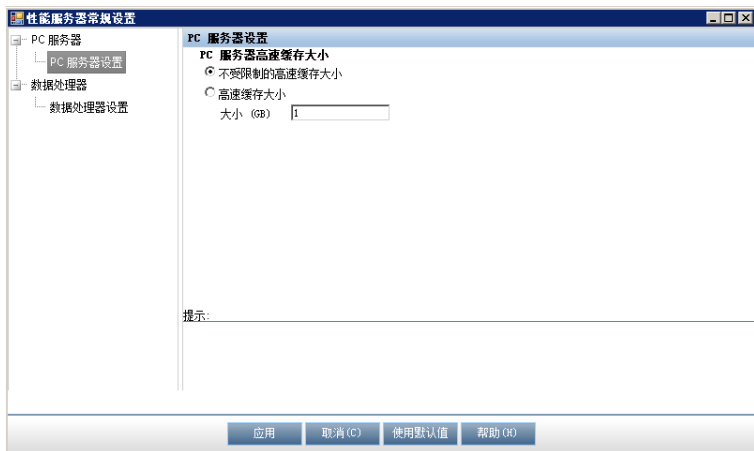 性能服务器常规设置
PC 服务器
PC 服务器设置
数据处理器
数据处理器设置
PC 服务器设置
PC 服务器高速缓存大小
不受限制的高速缓存大小
高速缓存大小
大小 (GB) 1
提示:
应用 取消(C) 使用默认值 帮助(H)